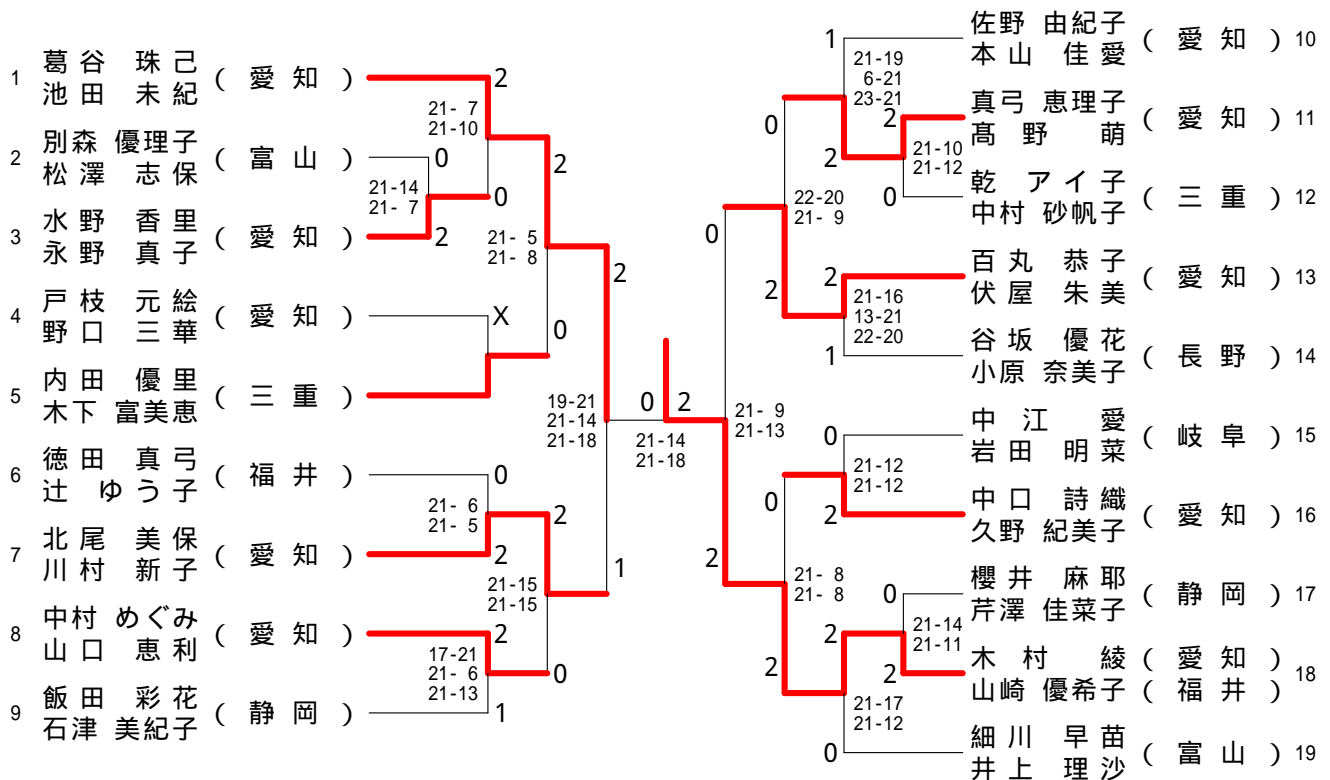 1 葛谷 珠己 池田 未紀 ( 愛知 ) 2
21- 7
21-10
2 別森 優理子 松澤 志保 ( 富山 ) 0
21-14
21- 7
0
2
3 水野 香里 永野 真子 ( 愛知 ) 2
21- 5
21- 8
2
4 戸枝 元絵 野口 三華 ( 愛知 ) X
0
5 内田 優里 木下 富美恵 ( 三重 )
19-21
21-14
21-18
6 徳田 真弓 辻 ゆう子 ( 福井 ) 0
21- 6
21- 5
2
7 北尾 美保 川村 新子 ( 愛知 ) 2
21-15
21-15
1
8 中村 めぐみ 山口 恵利 ( 愛知 ) 2
17-21
21- 6
21-13
0
9 飯田 彩花 石津 美紀子 ( 静岡 ) 1
0 2
21-14
21-18
1 佐野 由紀子 本山 佳愛 ( 愛知 ) 10
21-19
6-21
23-21
0
2 真弓 恵理子 髙野 萌 ( 愛知 ) 11
2
21-10
21-12
0 乾 アイ子 中村 砂帆子 ( 三重 ) 12
22-20
21- 9
0
2 百丸 恭子 伏屋 朱美 ( 愛知 ) 13
2
21-16
13-21
22-20
1 谷坂 優花 小原 奈美子 ( 長野 ) 14
21- 9
21-13
0 中江 愛 岩田 明菜 ( 岐阜 ) 15
21-12
21-12
0
2 中口 詩織 久野 紀美子 ( 愛知 ) 16
2
21- 8
21- 8
0 櫻井 麻耶 芹澤 佳菜子 ( 静岡 ) 17
21-14
21-11
2
2 木村 綾 ( 愛知 ) 山崎 優希子 ( 福井 ) 18
2
21-17
21-12
0 細川 早苗 井上 理沙 ( 富山 ) 19